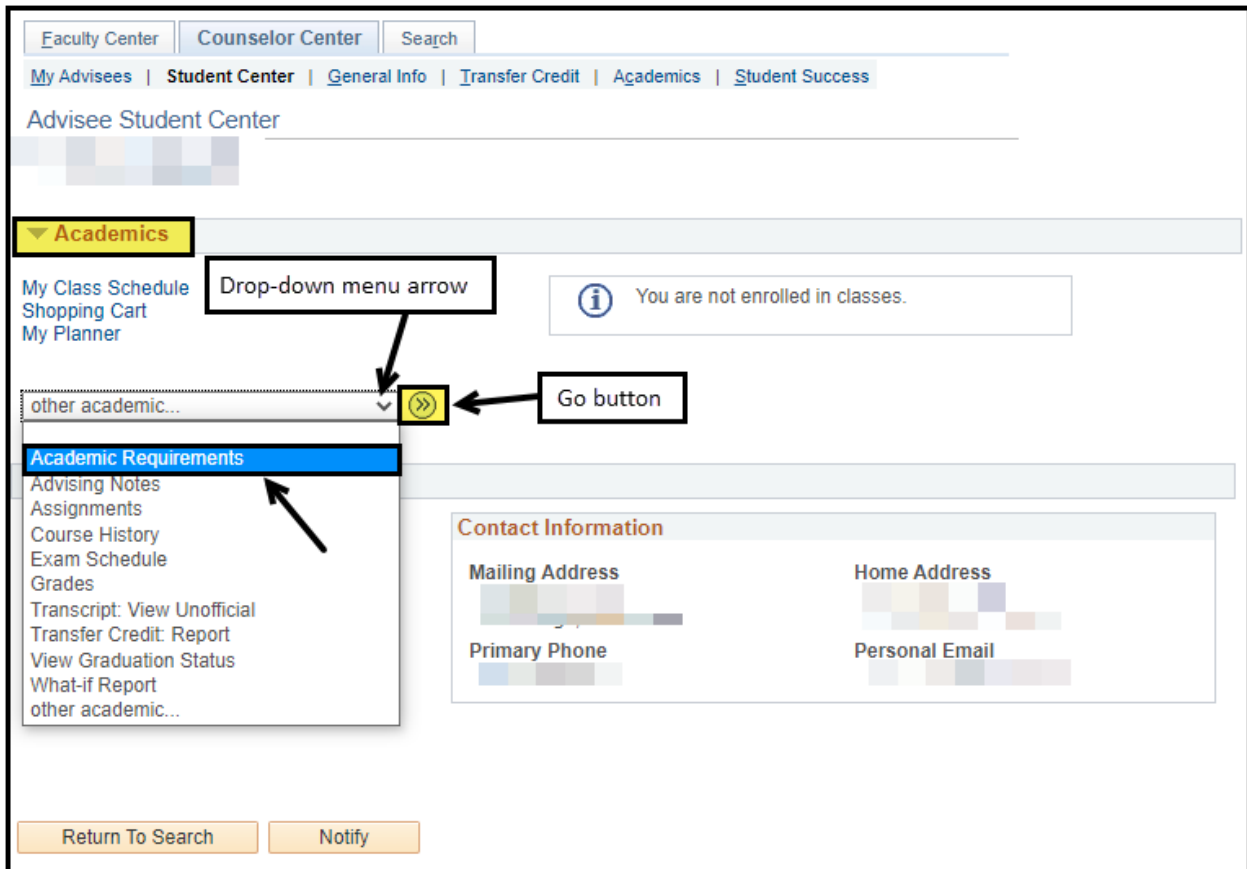 Faculty Center Counselor Center Search
My Advisees | Student Center | General Info | Transfer Credit | Academics | Student Success
Advisee Student Center
Academics
My Class Schedule
Shopping Cart
My Planner
Drop-down menu arrow
You are not enrolled in classes.
other academic...
Go button
Academic Requirements
Advising Notes
Assignments
Course History
Exam Schedule
Grades
Transcript: View Unofficial
Transfer Credit: Report
View Graduation Status
What-if Report
other academic...
Contact Information
Mailing Address Home Address
Primary Phone Personal Email
Return To Search Notify